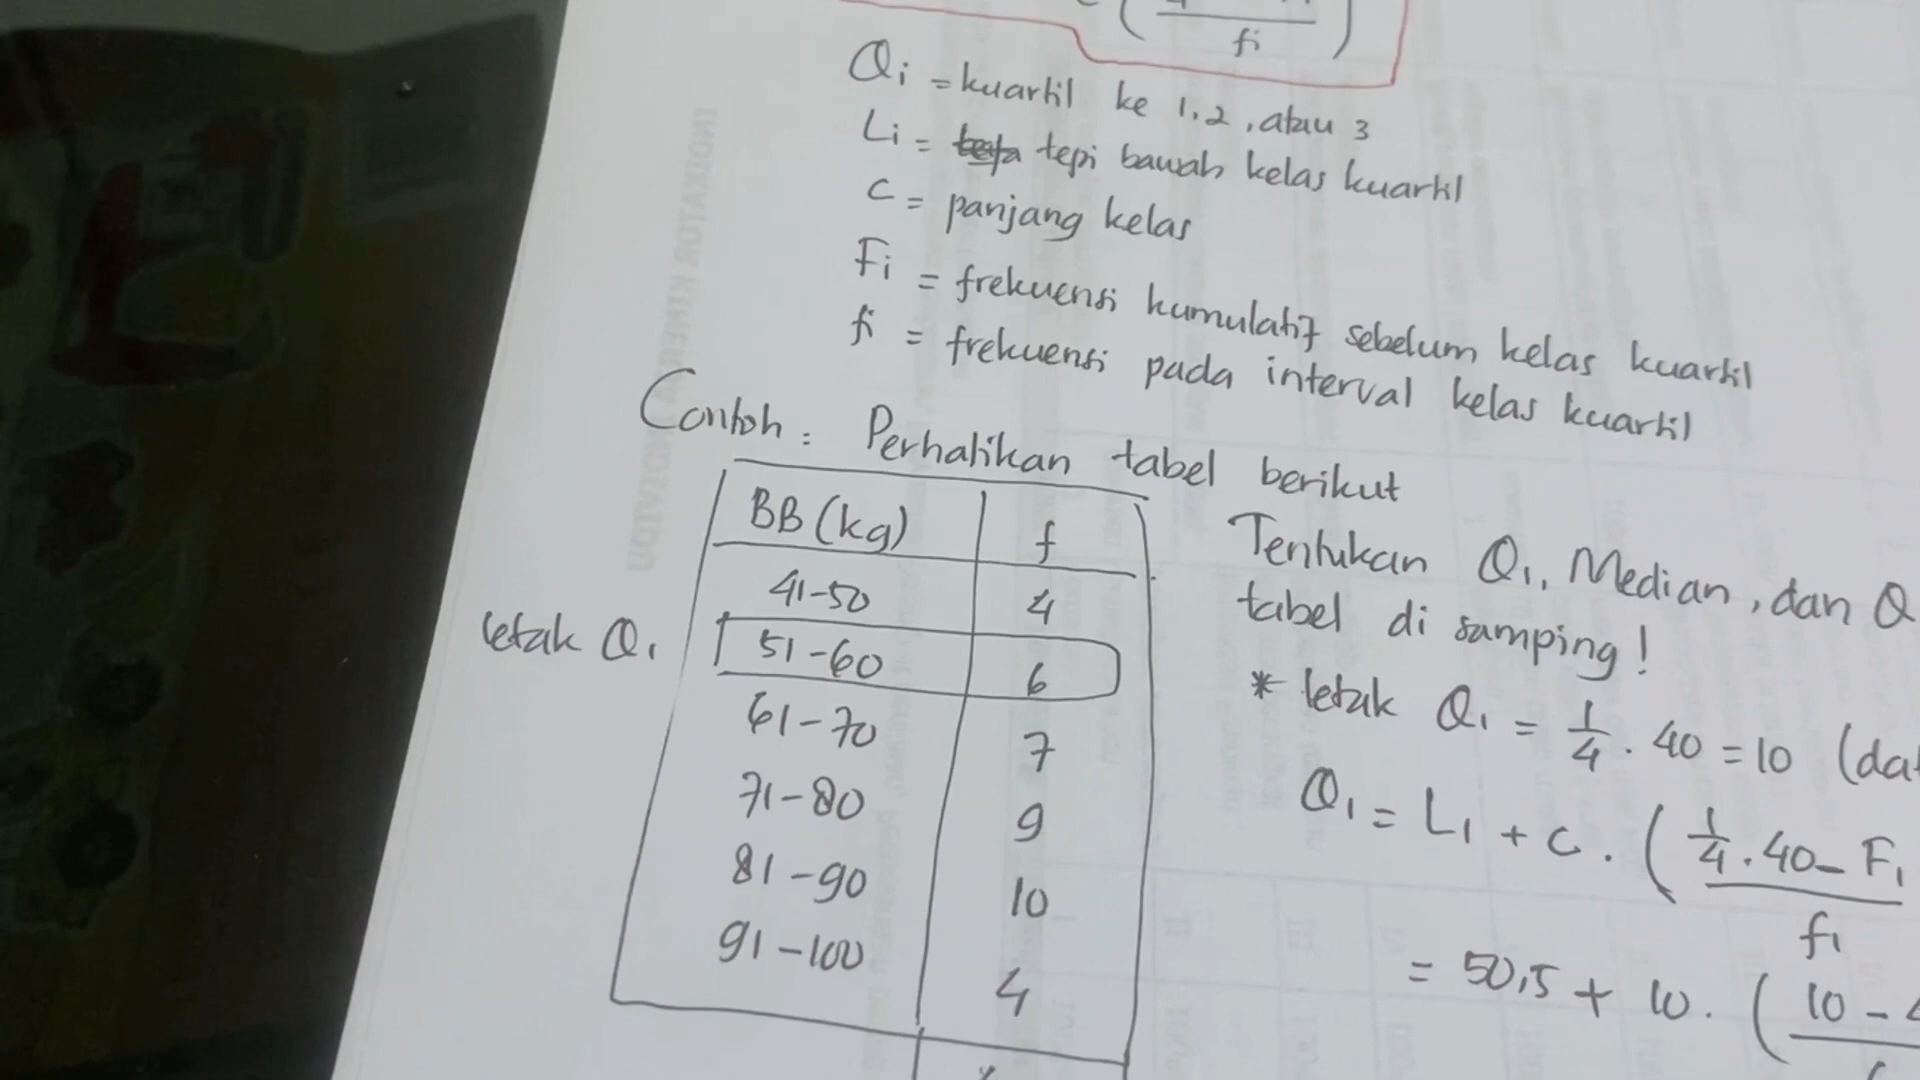 fi
Qi = kuartil ke 1, 2, atau 3
Li = tepi bawah kelas kuartil
c = panjang kelas
Fi = frekuensi kumulatif sebelum kelas kuartil
fi = frekuensi pada interval kelas kuartil
Contoh : Perhatikan tabel berikut
BB (kg) f
41-50 4
letak Q1 51-60 6
61-70 7
71-80 9
81-90 10
91-100 4
Tentukan Q1, Median, dan Q
tabel di samping!
* letak Q1 = 1/4 . 40 = 10 (dat
Q1 = L1 + c . (1/4 . 40 - F1
f1
= 50,5 + 10 . (10 - 4